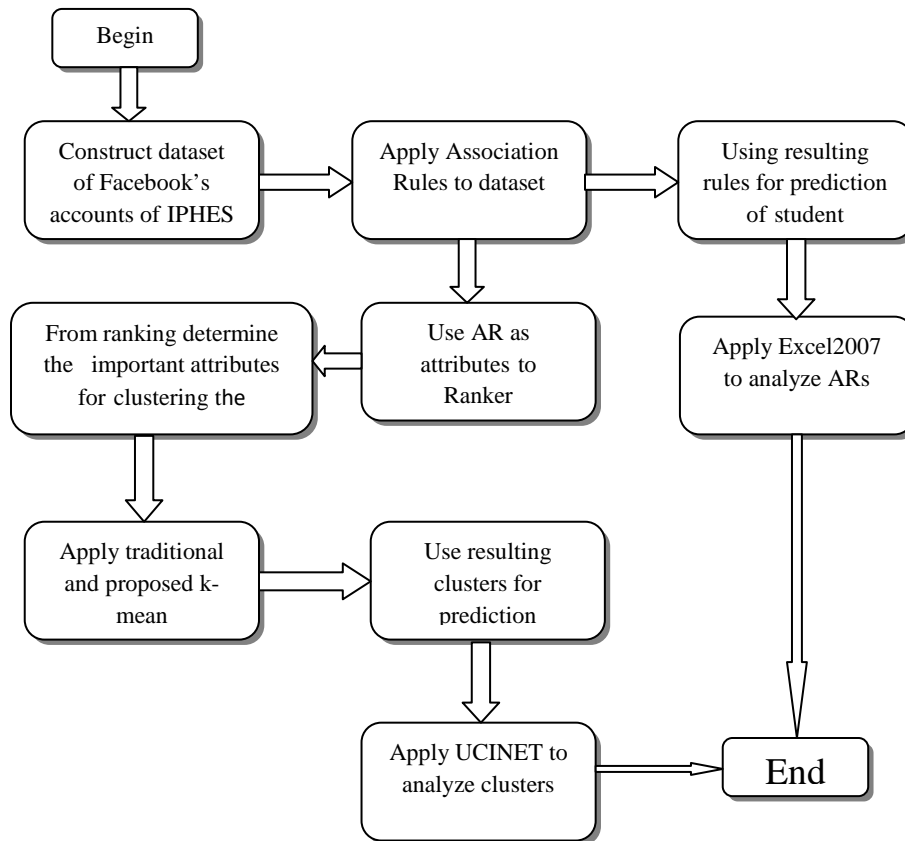 Begin
Construct dataset
of Facebook's
accounts of IPHES
Apply Association
Rules to dataset
Using resulting
rules for prediction
of student
From ranking determine
the important attributes
for clustering the
Use AR as
attributes to
Ranker
Apply Excel2007
to analyze ARs
Apply traditional
and proposed k-
mean
Use resulting
clusters for
prediction
Apply UCINET to
analyze clusters
End